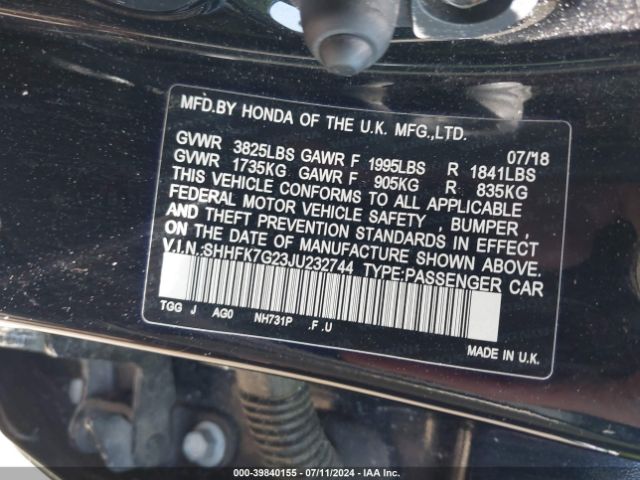 MFD.BY HONDA OF THE U.K. MFG.,LTD.
07/18
GVWR 3825LBS GAWR F 1995LBS R 1841LBS
GVWR 1735KG GAWR F 905KG R 835KG
THIS VEHICLE CONFORMS TO ALL APPLICABLE
FEDERAL MOTOR VEHICLE SAFETY , BUMPER ,
AND THEFT PREVENTION STANDARDS IN EFFECT
ON THE DATE OF MANUFACTURE SHOWN ABOVE.
V.I.N.:SHHFK7G23JU232744 TYPE:PASSENGER CAR
TGG J AG0 NH731P .F .U
MADE IN U.K.
000-39840155 - 07/11/2024 - IAA Inc.